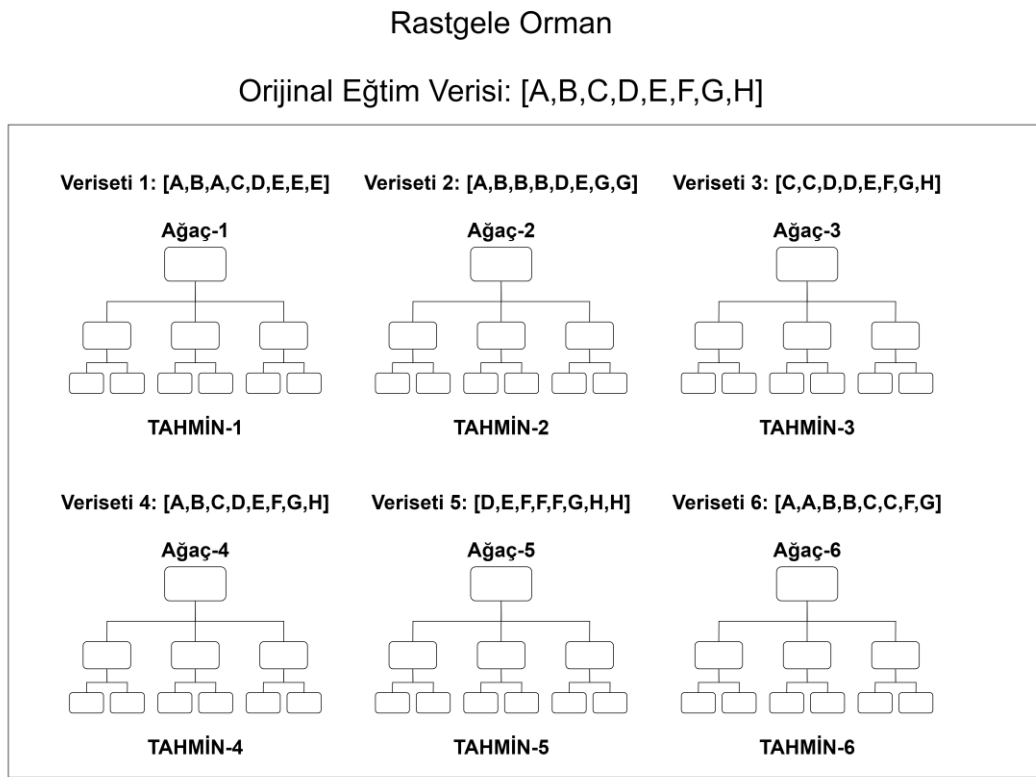 Rastgele Orman
Orijinal Eğtim Verisi: [A,B,C,D,E,F,G,H]
Veriseti 1: [A,B,A,C,D,E,E,E]
Veriseti 2: [A,B,B,B,D,E,G,G]
Veriseti 3: [C,C,D,D,E,F,G,H]
Ağaç-1
Ağaç-2
Ağaç-3
TAHMİN-1
TAHMİN-2
TAHMİN-3
Veriseti 4: [A,B,C,D,E,F,G,H]
Veriseti 5: [D,E,F,F,F,G,H,H]
Veriseti 6: [A,A,B,B,C,C,F,G]
Ağaç-4
Ağaç-5
Ağaç-6
TAHMİN-4
TAHMİN-5
TAHMİN-6